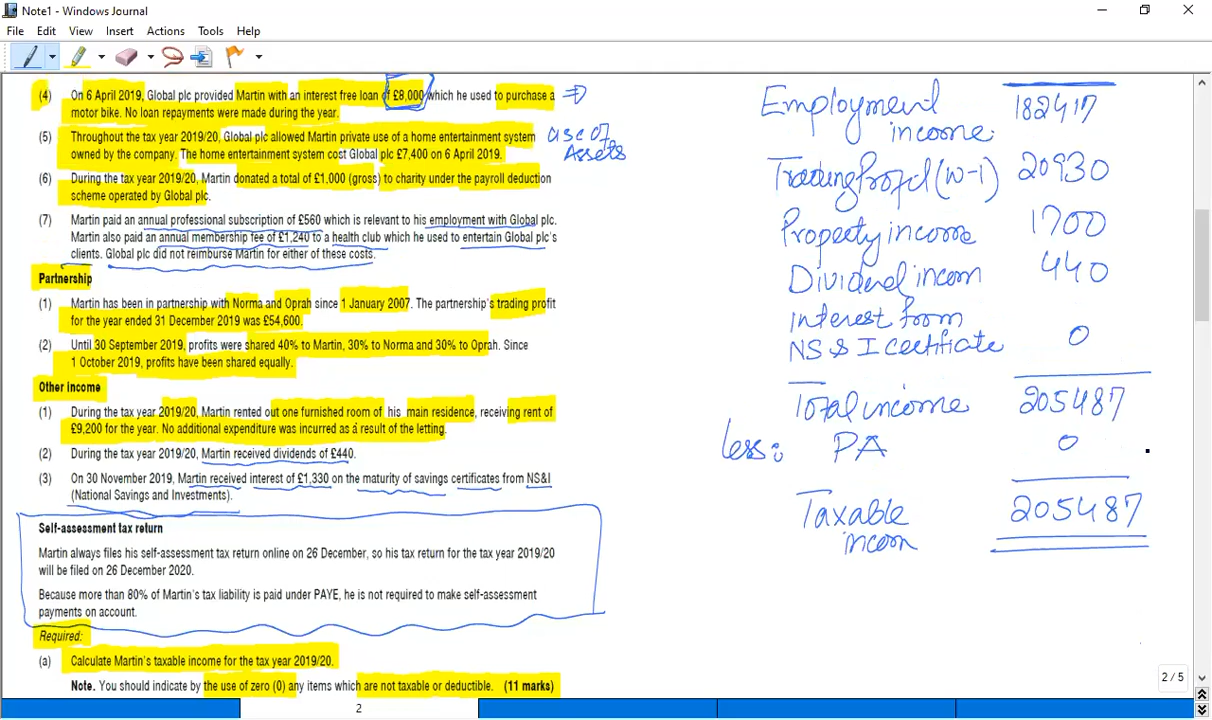 Note1 - Windows Journal
File Edit View Insert Actions Tools Help
(4) On 6 April 2019, Global plc provided Martin with an interest free loan of £8,000 which he used to purchase a
motor bike. No loan repayments were made during the year.
(5) Throughout the tax year 2019/20, Global plc allowed Martin private use of a home entertainment system
owned by the company. The home entertainment system cost Global plc £7,400 on 6 April 2019.
use of
Assets
(6) During the tax year 2019/20, Martin donated a total of £1,000 (gross) to charity under the payroll deduction
scheme operated by Global plc.
(7) Martin paid an annual professional subscription of £560 which is relevant to his employment with Global plc.
Martin also paid an annual membership fee of £1,240 to a health club which he used to entertain Global plc's
clients. Global plc did not reimburse Martin for either of these costs.
Partnership
(1) Martin has been in partnership with Norma and Oprah since 1 January 2007. The partnership's trading profit
for the year ended 31 December 2019 was £54,600.
(2) Until 30 September 2019, profits were shared 40% to Martin, 30% to Norma and 30% to Oprah. Since
1 October 2019, profits have been shared equally.
Other income
(1) During the tax year 2019/20, Martin rented out one furnished room of his main residence, receiving rent of
£9,200 for the year. No additional expenditure was incurred as a result of the letting.
(2) During the tax year 2019/20, Martin received dividends of £440.
(3) On 30 November 2019, Martin received interest of £1,330 on the maturity of savings certificates from NS&I
(National Savings and Investments).
Self-assessment tax return
Martin always files his self-assessment tax return online on 26 December, so his tax return for the tax year 2019/20
will be filed on 26 December 2020.
Because more than 80% of Martin's tax liability is paid under PAYE, he is not required to make self-assessment
payments on account.
Required:
(a) Calculate Martin's taxable income for the tax year 2019/20.
Note. You should indicate by the use of zero (0) any items which are not taxable or deductible. (11 marks)
Employment 182417
income:
Trading Profit (W-1) 20930
Property income 1700
Dividend incom 440
interest from
NS & I certificate 0
Total income 205487
less: PA 0
Taxable 205487
incom
2 / 5
2